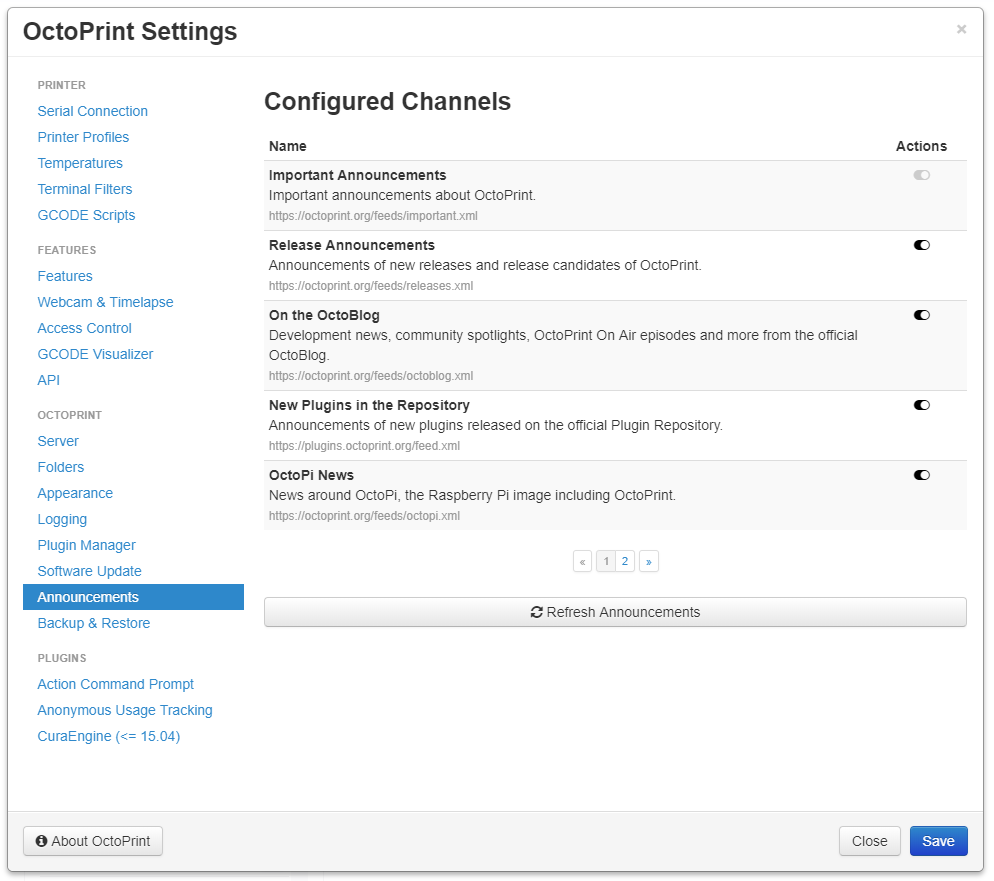 OctoPrint Settings
×
PRINTER
Serial Connection
Printer Profiles
Temperatures
Terminal Filters
GCODE Scripts
FEATURES
Features
Webcam & Timelapse
Access Control
GCODE Visualizer
API
OCTOPRINT
Server
Folders
Appearance
Logging
Plugin Manager
Software Update
Announcements
Backup & Restore
PLUGINS
Action Command Prompt
Anonymous Usage Tracking
CuraEngine (<= 15.04)
Configured Channels
Name Actions
Important Announcements
Important announcements about OctoPrint.
https://octoprint.org/feeds/important.xml
Release Announcements
Announcements of new releases and release candidates of OctoPrint.
https://octoprint.org/feeds/releases.xml
On the OctoBlog
Development news, community spotlights, OctoPrint On Air episodes and more from the official
OctoBlog.
https://octoprint.org/feeds/octoblog.xml
New Plugins in the Repository
Announcements of new plugins released on the official Plugin Repository.
https://plugins.octoprint.org/feed.xml
OctoPi News
News around OctoPi, the Raspberry Pi image including OctoPrint.
https://octoprint.org/feeds/octopi.xml
« 1 2 »
Refresh Announcements
About OctoPrint
Close
Save